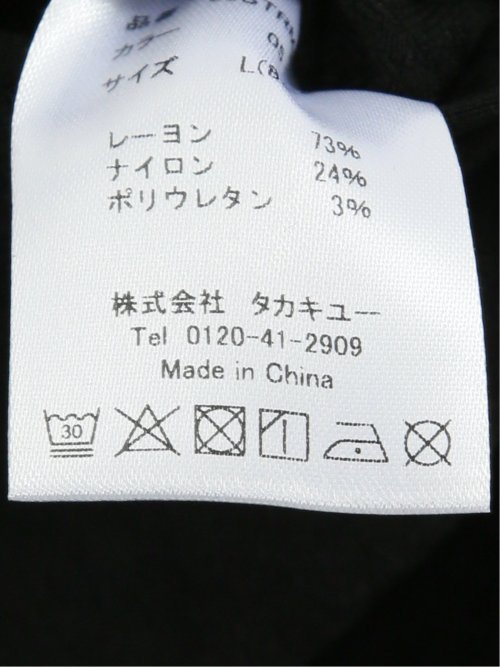 カラー
サイズ L(8
レーヨン 73%
ナイロン 24%
ポリウレタン 3%
株式会社 タカキュー
Tel 0120-41-2909
Made in China
30